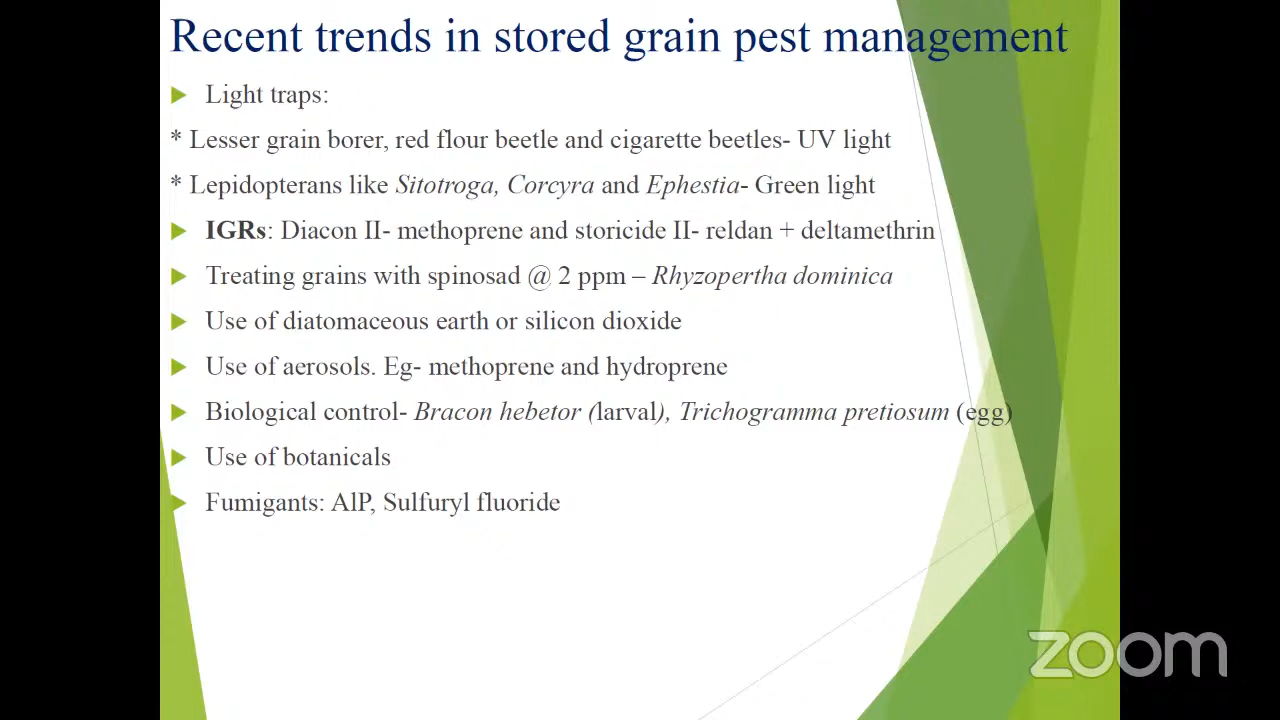 Recent trends in stored grain pest management
Light traps:
* Lesser grain borer, red flour beetle and cigarette beetles- UV light
* Lepidopterans like Sitotroga, Corcyra and Ephestia- Green light
IGRs: Diacon II- methoprene and storicide II- reldan + deltamethrin
Treating grains with spinosad @ 2 ppm – Rhyzopertha dominica
Use of diatomaceous earth or silicon dioxide
Use of aerosols. Eg- methoprene and hydroprene
Biological control- Bracon hebetor (larval), Trichogramma pretiosum (egg)
Use of botanicals
Fumigants: AlP, Sulfuryl fluoride
zoom